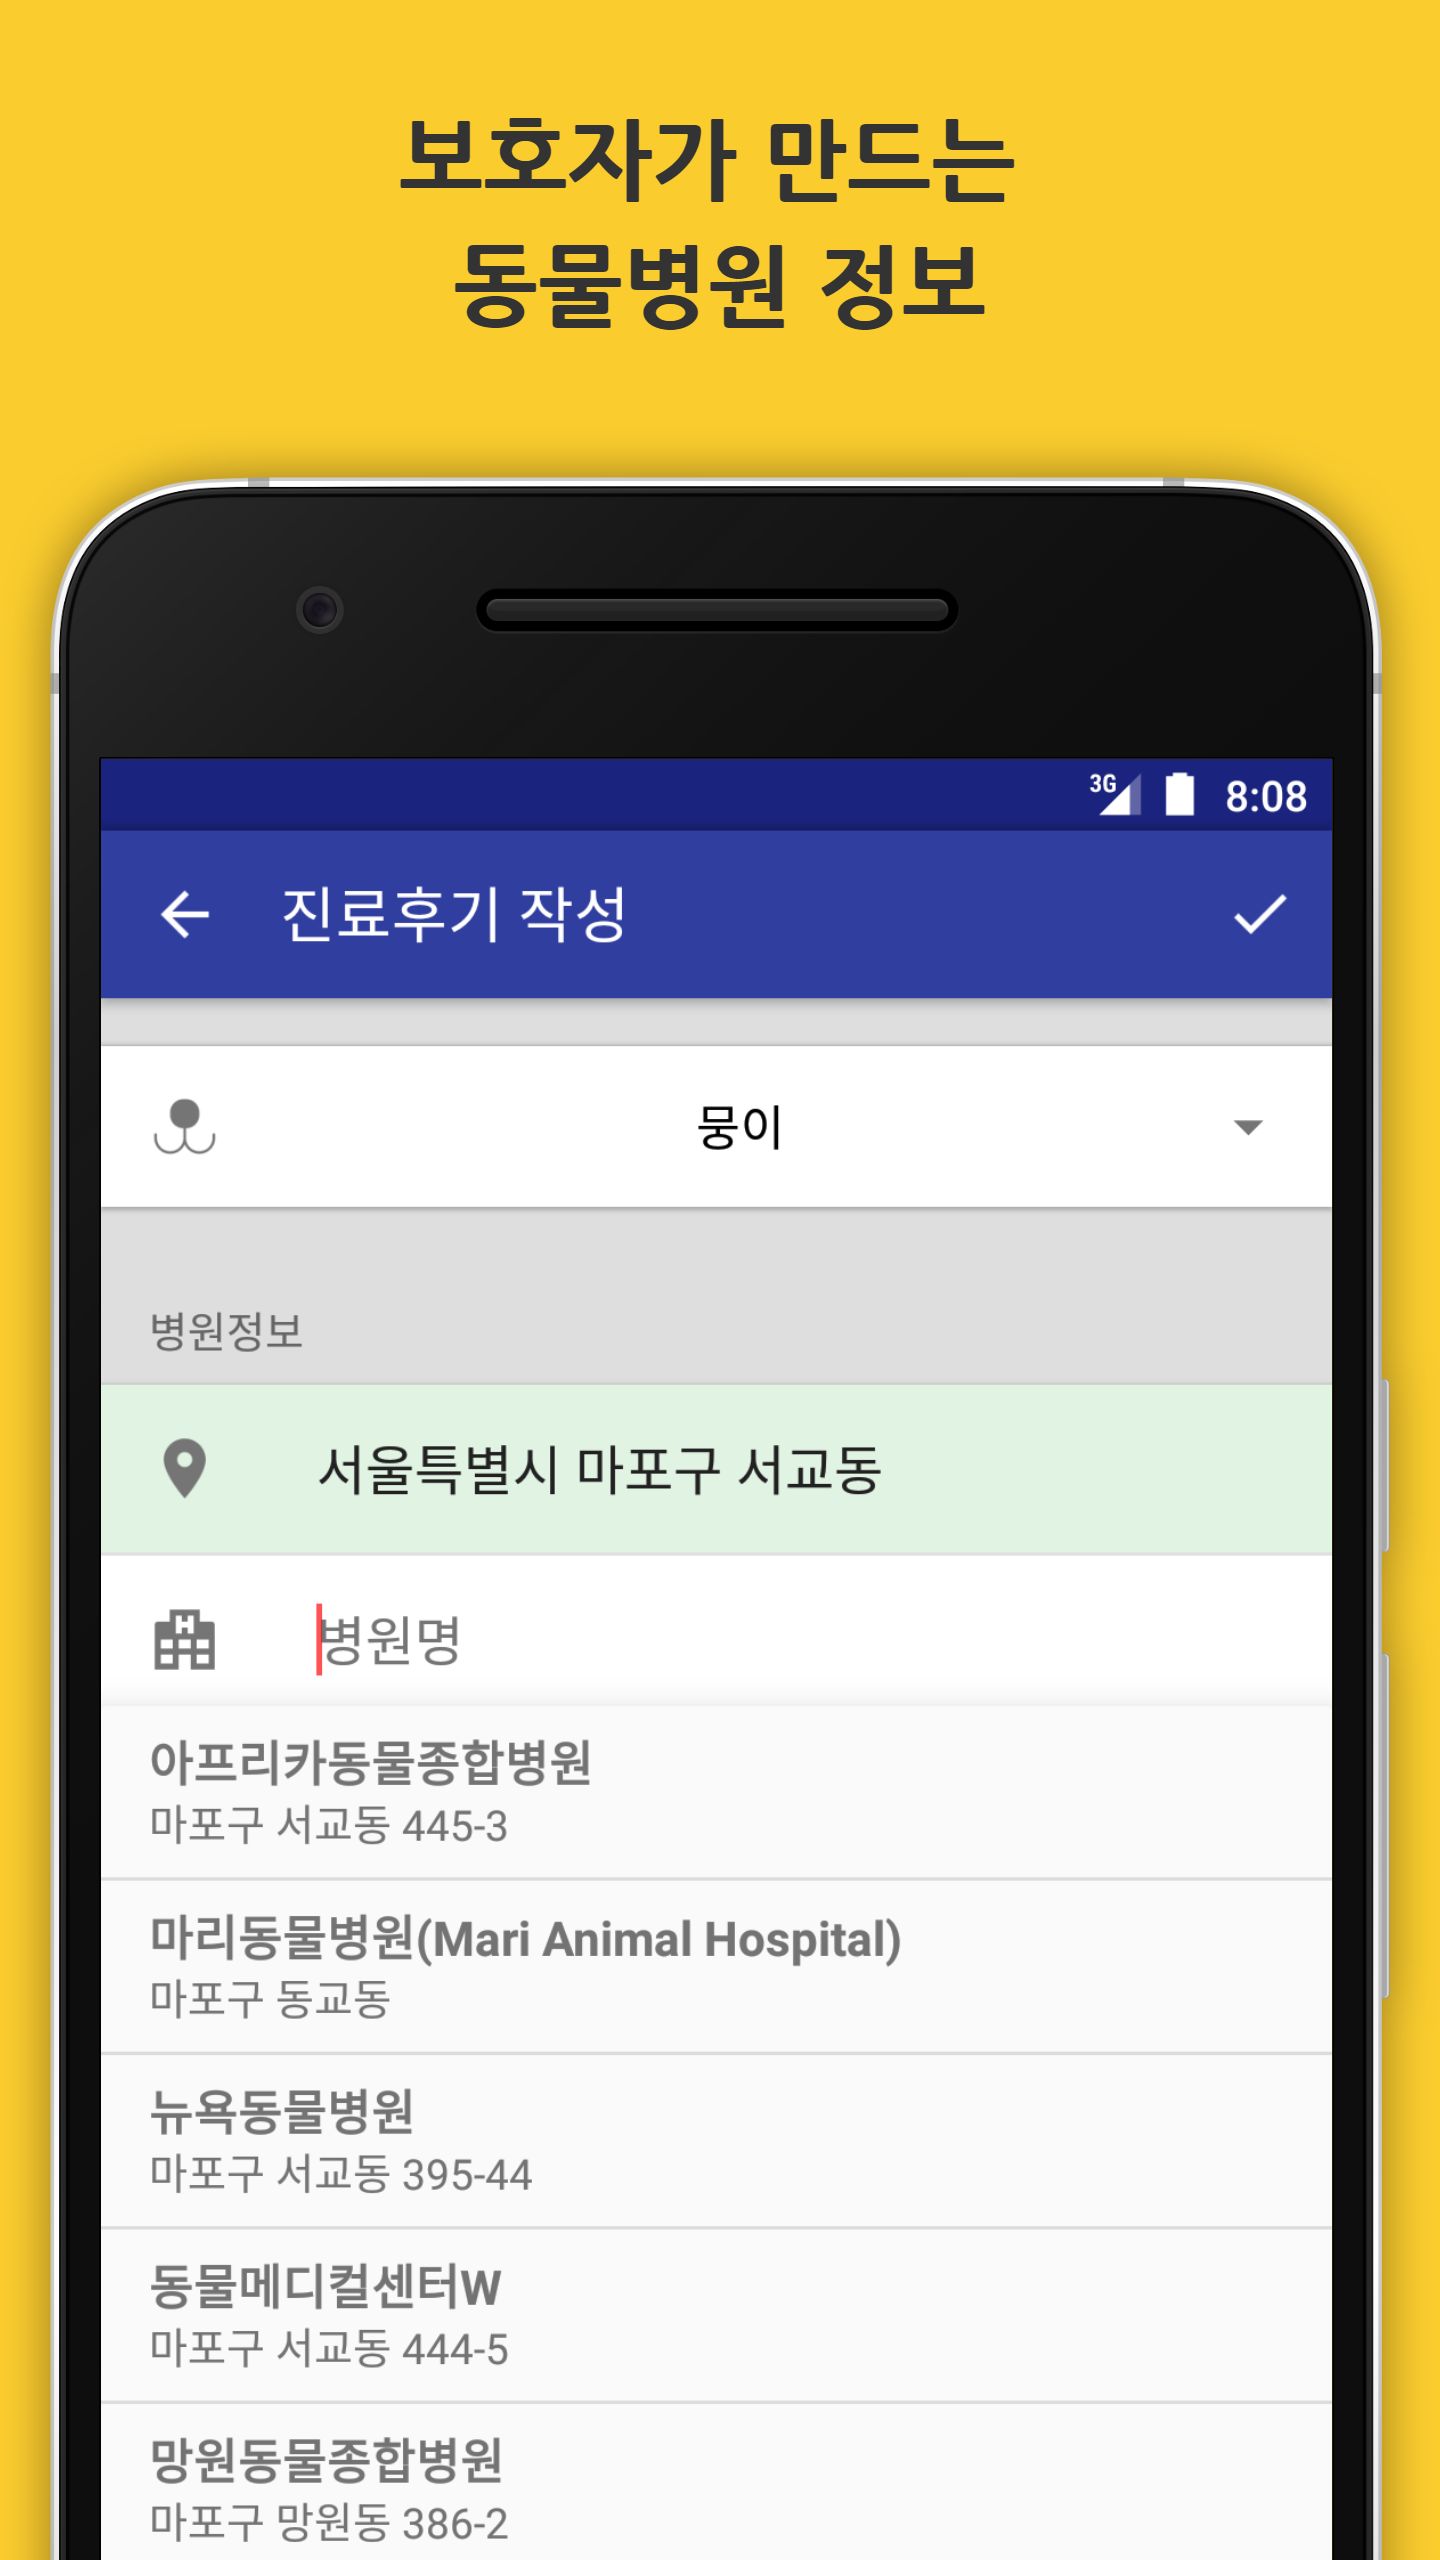 보호자가 만드는
동물병원 정보
3G 8:08
진료후기 작성
뭉이
병원정보
서울특별시 마포구 서교동
병원명
아프리카동물종합병원
마포구 서교동 445-3
마리동물병원(Mari Animal Hospital)
마포구 동교동
뉴욕동물병원
마포구 서교동 395-44
동물메디컬센터W
마포구 서교동 444-5
망원동물종합병원
마포구 망원동 386-2